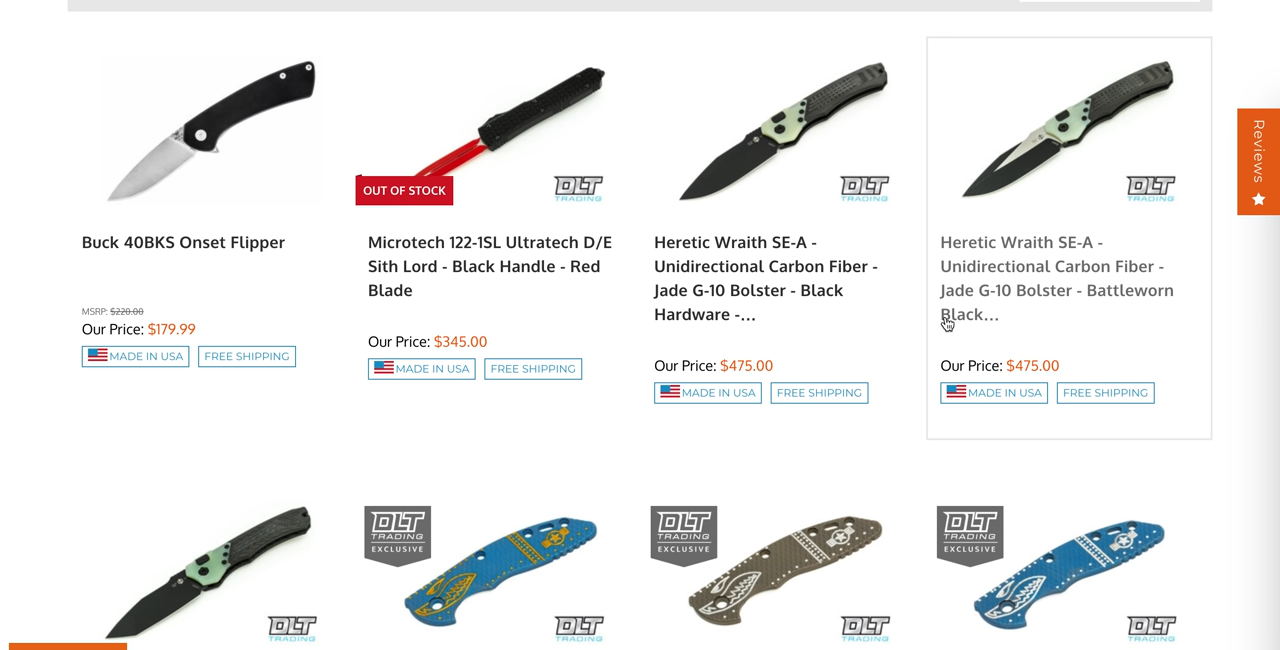 OUT OF STOCK
DLT
TRADING
DLT
TRADING
DLT
TRADING
Reviews
Buck 40BKS Onset Flipper
MSRP: $220.00
Our Price: $179.99
MADE IN USA
FREE SHIPPING
Microtech 122-1SL Ultratech D/E
Sith Lord - Black Handle - Red
Blade
Our Price: $345.00
MADE IN USA
FREE SHIPPING
Heretic Wraith SE-A -
Unidirectional Carbon Fiber -
Jade G-10 Bolster - Black
Hardware -...
Our Price: $475.00
MADE IN USA
FREE SHIPPING
Heretic Wraith SE-A -
Unidirectional Carbon Fiber -
Jade G-10 Bolster - Battleworn
Black...
Our Price: $475.00
MADE IN USA
FREE SHIPPING
DLT
TRADING
DLT
TRADING
EXCLUSIVE
DLT
TRADING
DLT
TRADING
EXCLUSIVE
DLT
TRADING
DLT
TRADING
EXCLUSIVE
DLT
TRADING